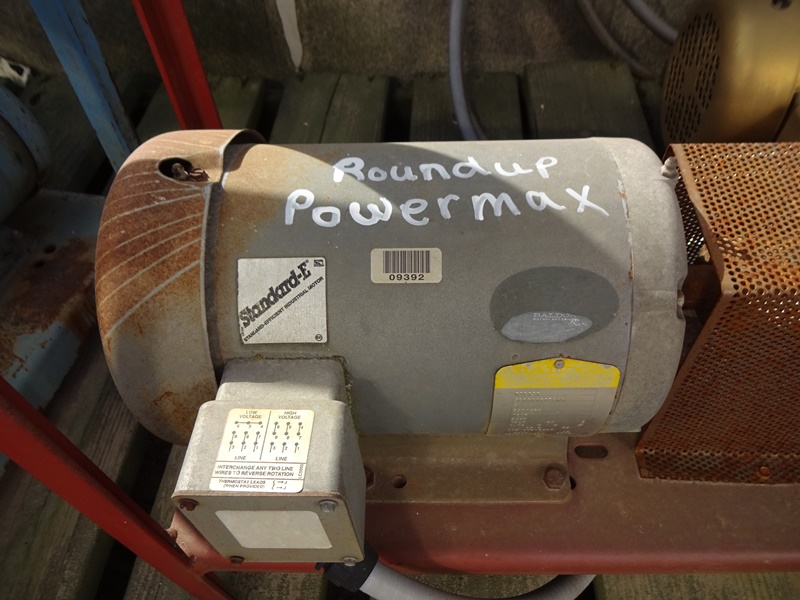 Roundup
Powermax
Standard-E
STANDARD-EFFICIENT INDUSTRIAL MOTOR
09392
LOW VOLTAGE
HIGH VOLTAGE
LINE
LINE
INTERCHANGE ANY TWO LINE
WIRES TO REVERSE ROTATION
THERMOSTAT LEADS
(WHEN PROVIDED)